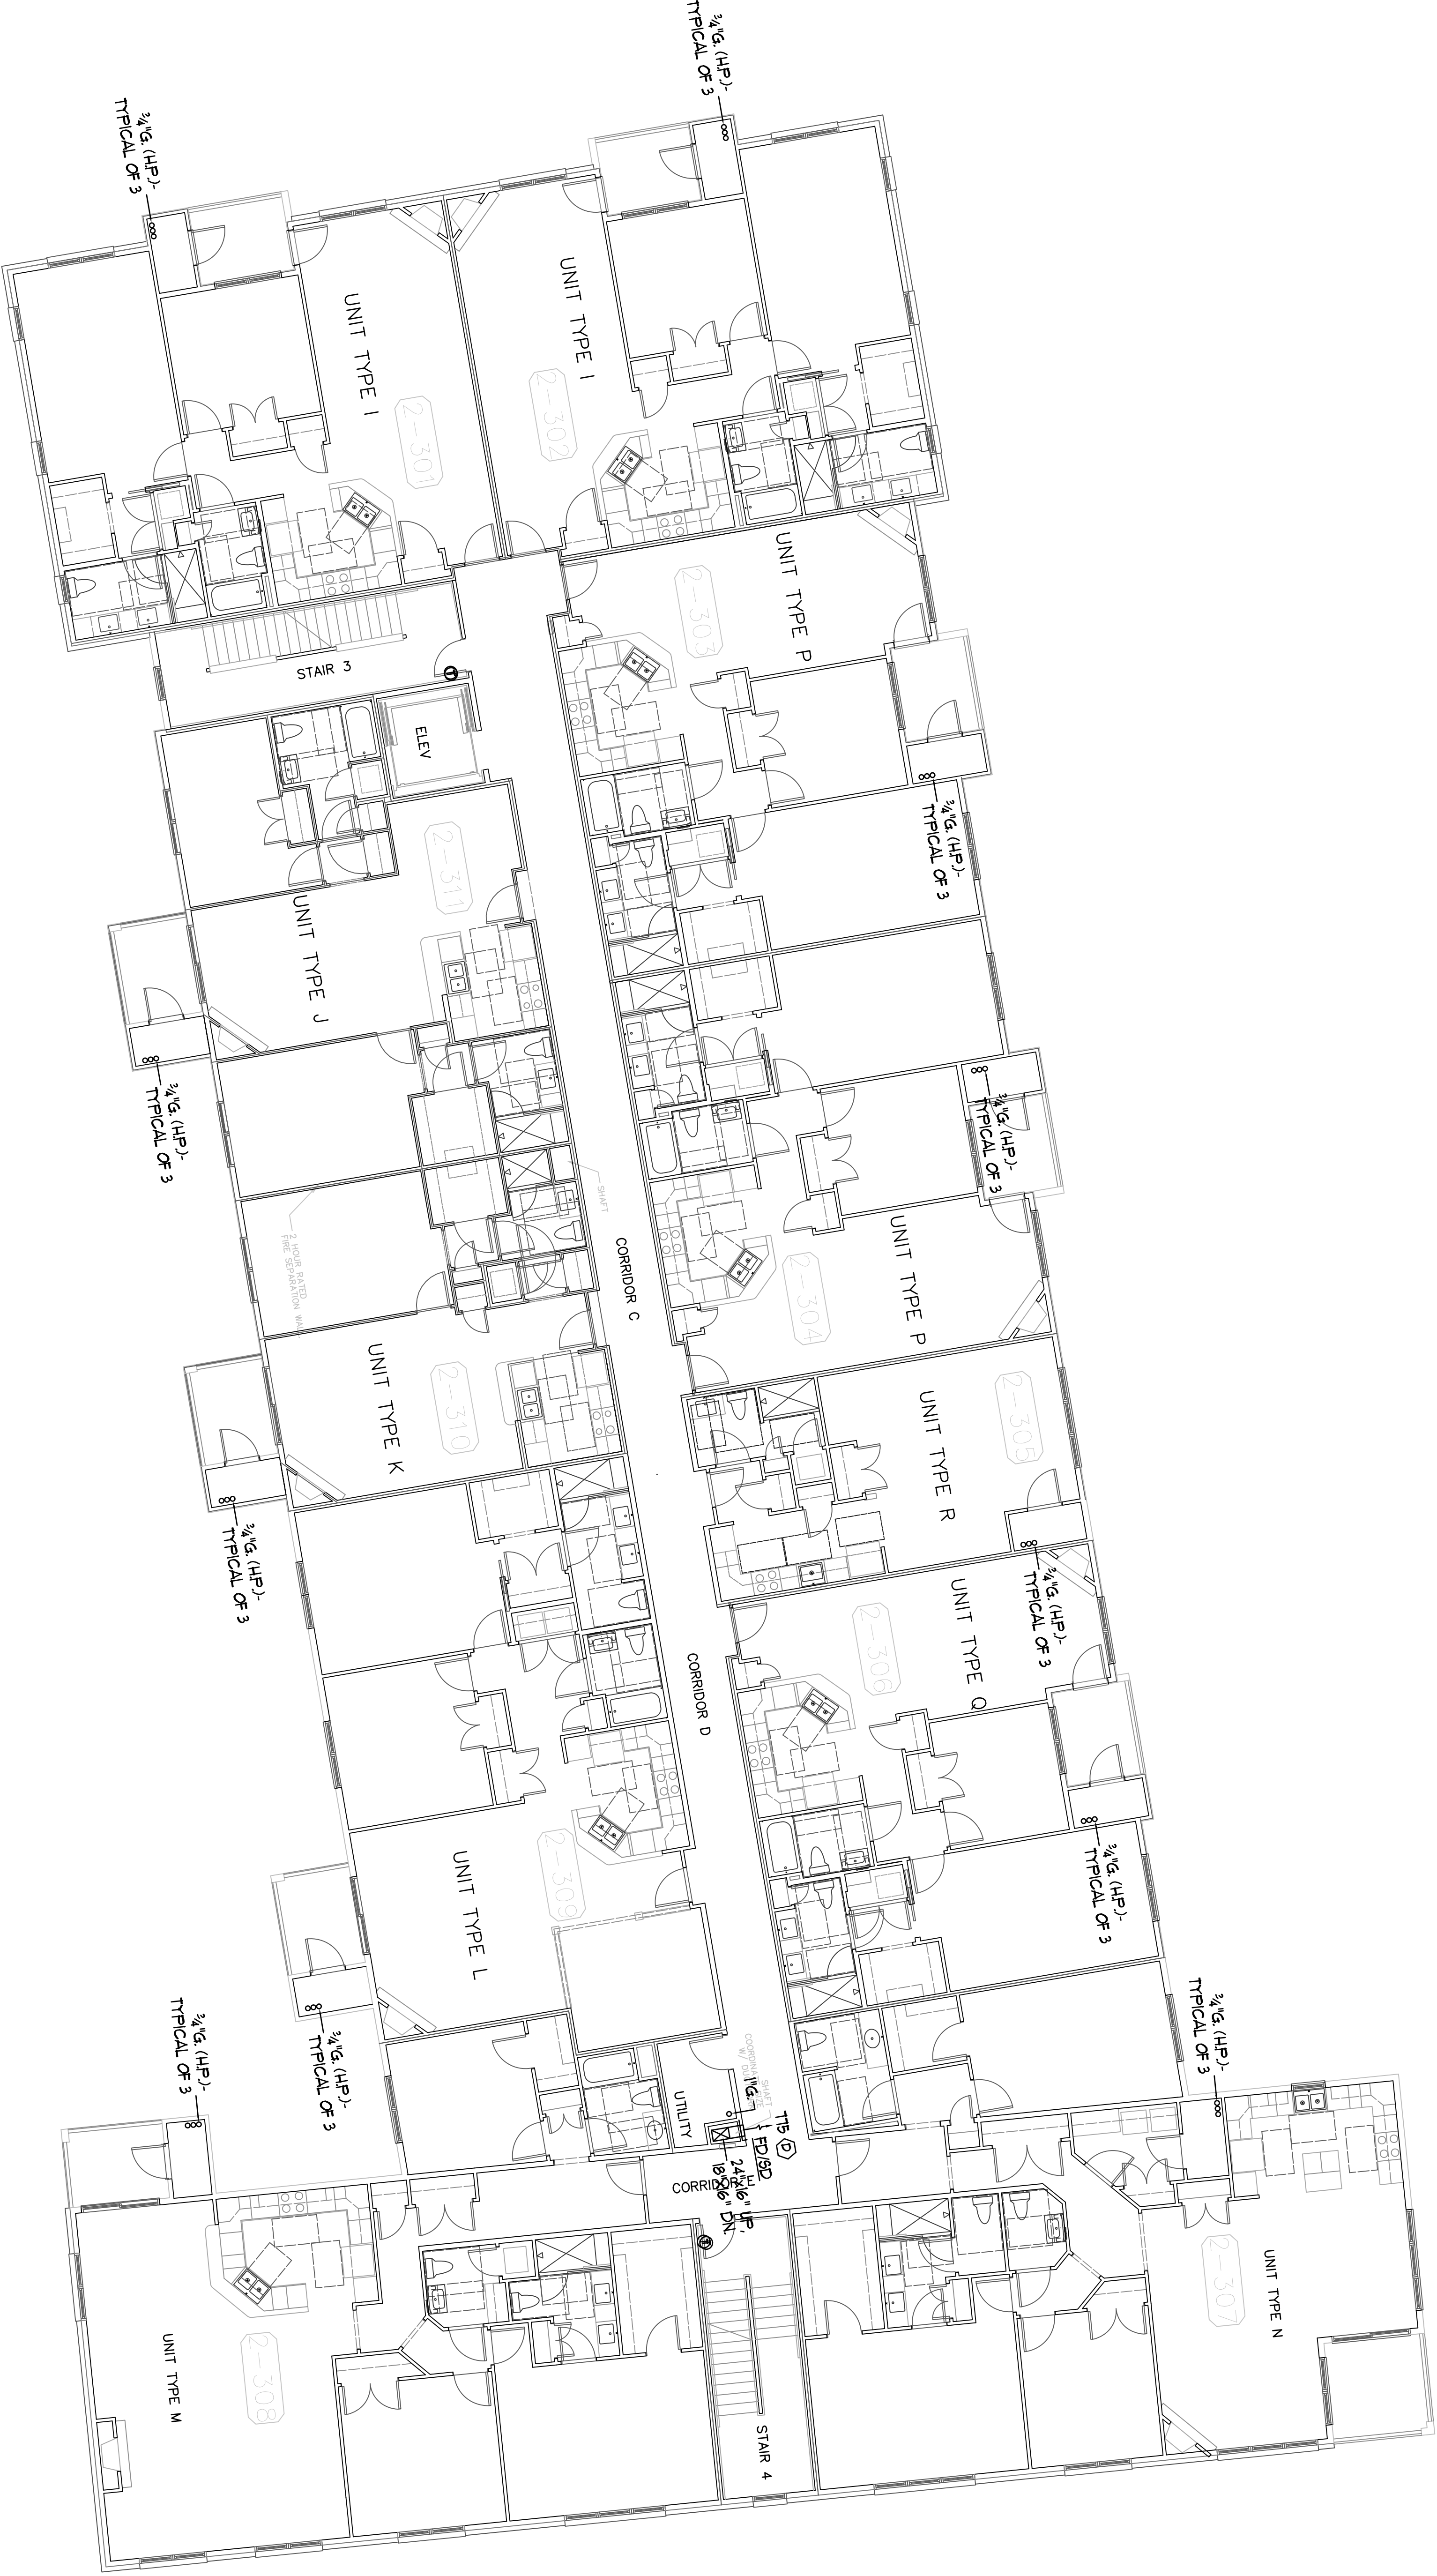 ¾"G. (H.P.)-
TYPICAL OF 3
¾"G. (H.P.)-
TYPICAL OF 3
UNIT TYPE I
2-301
UNIT TYPE I
2-302
UNIT TYPE P
2-303
STAIR 3
T
ELEV
¾"G. (H.P.)-
TYPICAL OF 3
2-311
UNIT TYPE J
¾"G. (H.P.)-
TYPICAL OF 3
¾"G. (H.P.)-
TYPICAL OF 3
SHAFT
2 HOUR RATED
FIRE SEPARATION WALL
CORRIDOR C
UNIT TYPE P
2-304
UNIT TYPE K
2-310
UNIT TYPE R
2-305
¾"G. (H.P.)-
TYPICAL OF 3
¾"G. (H.P.)-
TYPICAL OF 3
UNIT TYPE Q
2-306
CORRIDOR D
UNIT TYPE L
2-309
¾"G. (H.P.)-
TYPICAL OF 3
¾"G. (H.P.)-
TYPICAL OF 3
¾"G. (H.P.)-
TYPICAL OF 3
¾"G. (H.P.)-
TYPICAL OF 3
UTILITY
SHAFT
1"G.
775 D
FD/SD
24"x16" UP,
18"x16" DN.
CORRIDOR E
T
UNIT TYPE N
2-307
UNIT TYPE M
2-308
STAIR 4